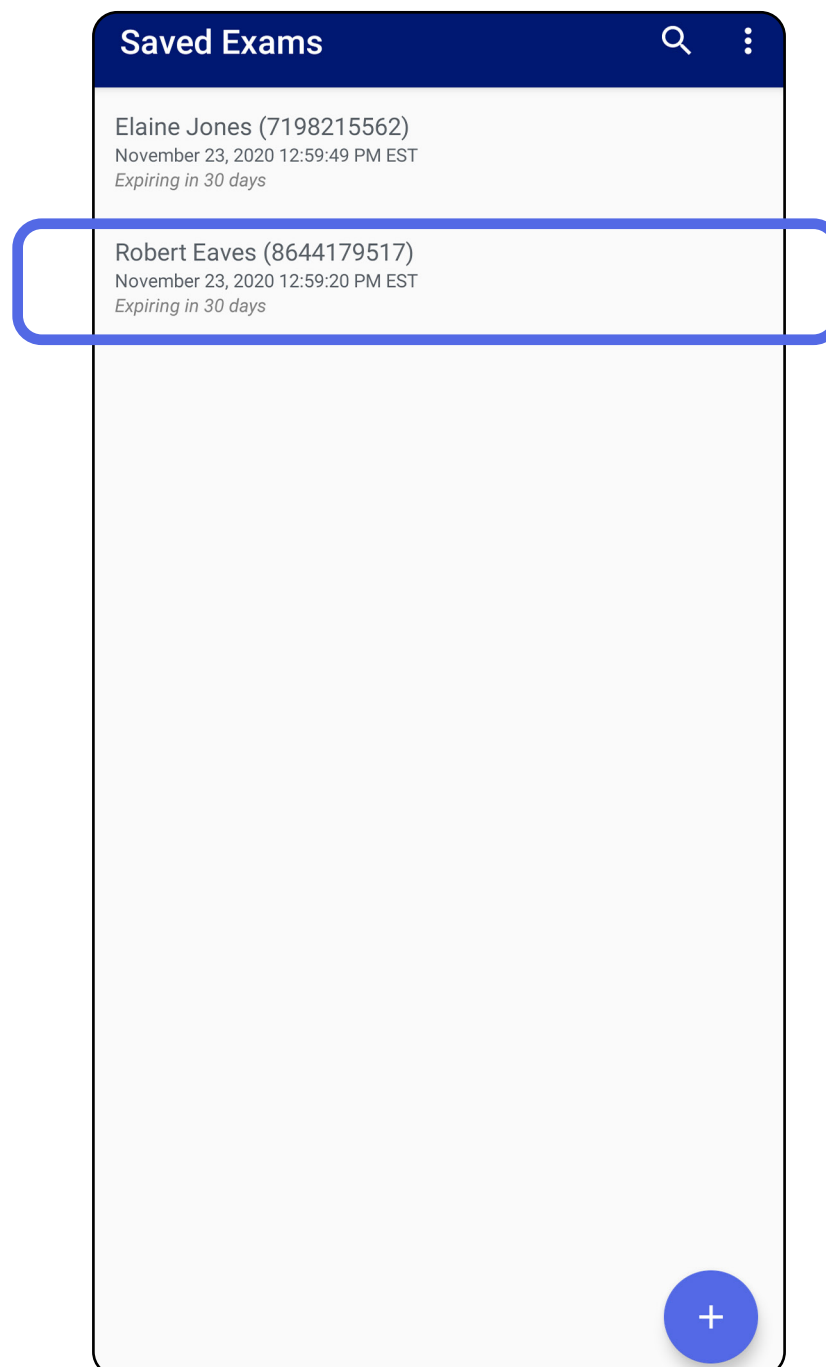 Saved Exams
Elaine Jones (7198215562)
November 23, 2020 12:59:49 PM EST
Expiring in 30 days
Robert Eaves (8644179517)
November 23, 2020 12:59:20 PM EST
Expiring in 30 days
+